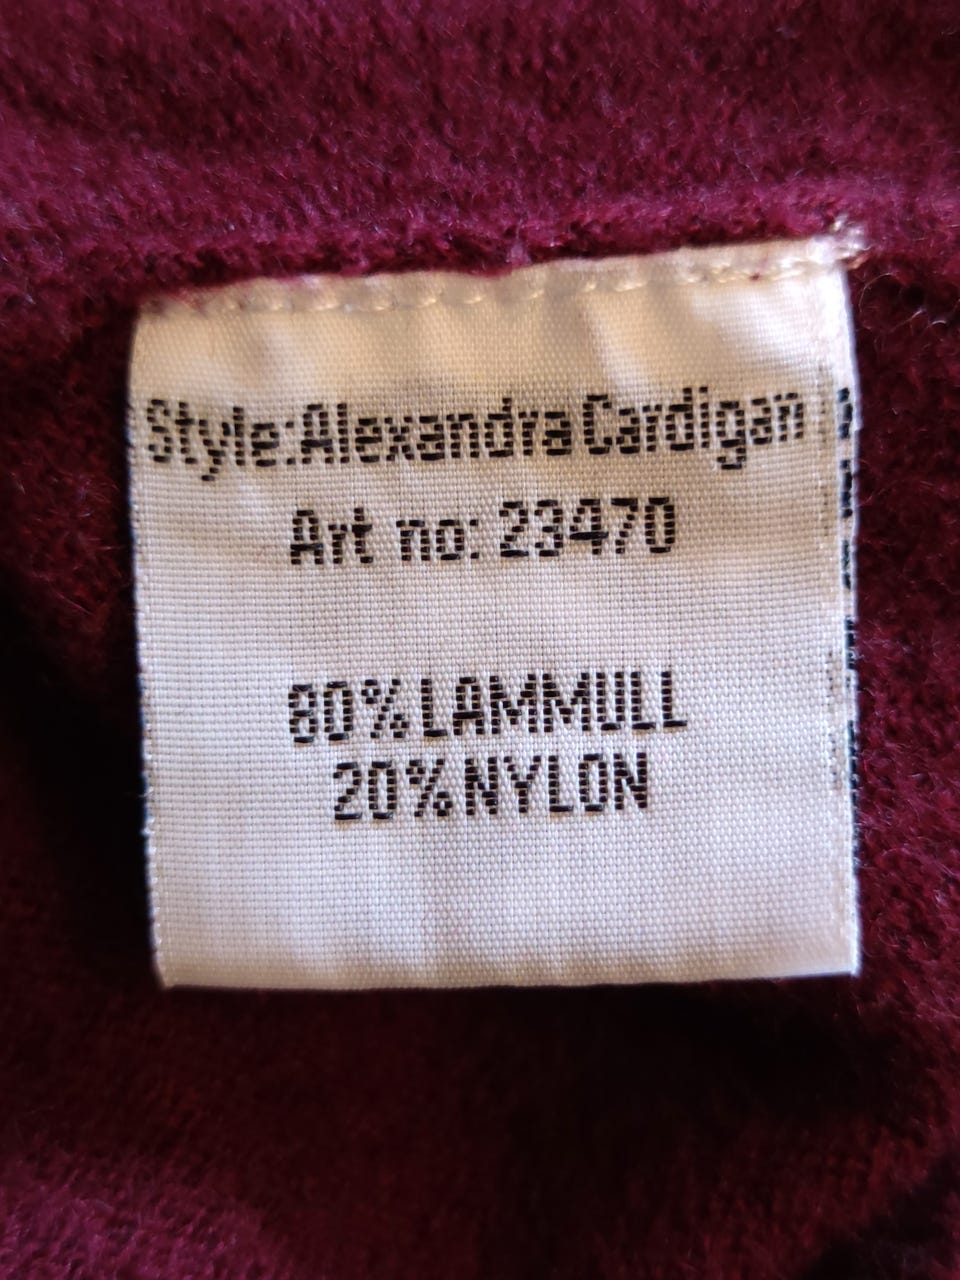 Style:Alexandra Cardigan
Art no: 23470
80% LAMMULL
20% NYLON